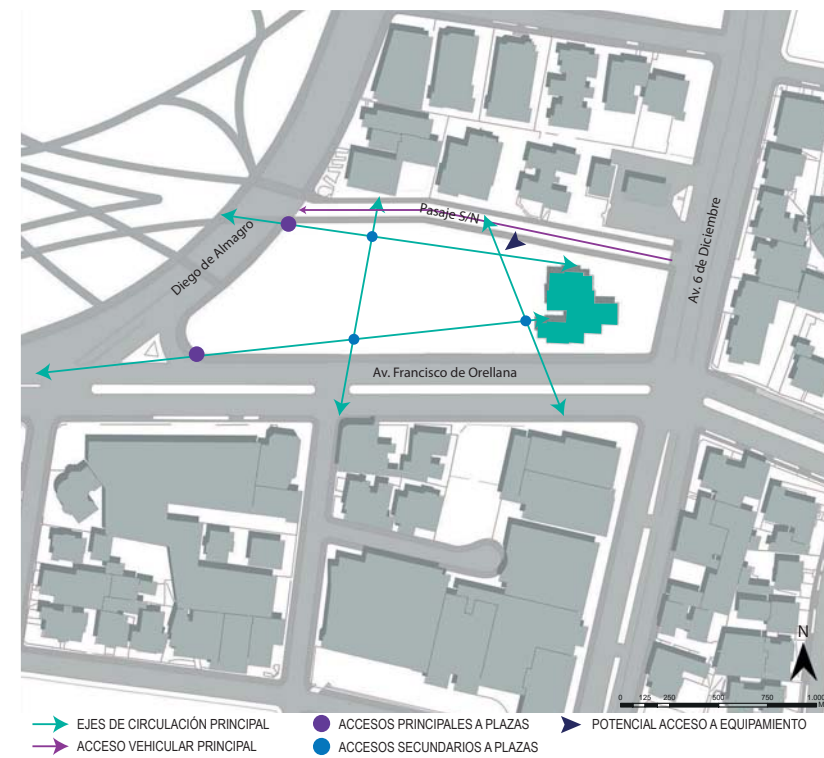 Pasaje S/N
Diego de Almagro
Av. 6 de Diciembre
Av. Francisco de Orellana
N
0 125 250 500 750 1.000
M
EJES DE CIRCULACIÓN PRINCIPAL
ACCESOS PRINCIPALES A PLAZAS
POTENCIAL ACCESO A EQUIPAMIENTO
ACCESO VEHICULAR PRINCIPAL
ACCESOS SECUNDARIOS A PLAZAS